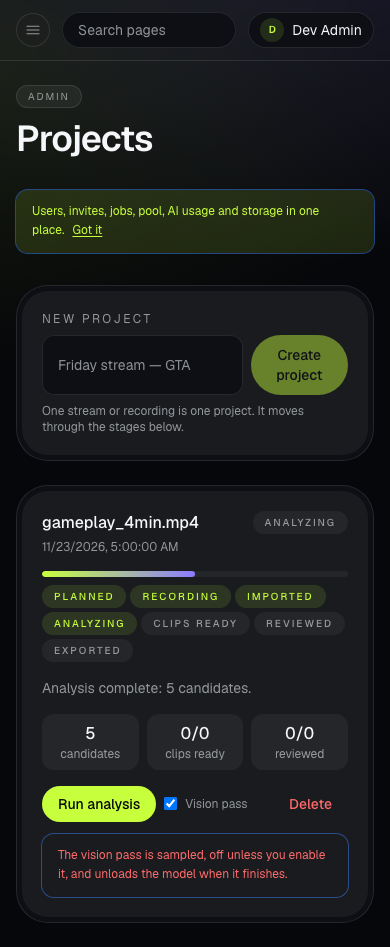 Search pages
D
Dev Admin
ADMIN
Projects
Users, invites, jobs, pool, AI usage and storage in one
place. Got it
NEW PROJECT
Friday stream — GTA
Create
project
One stream or recording is one project. It moves
through the stages below.
gameplay_4min.mp4
ANALYZING
11/23/2026, 5:00:00 AM
PLANNED RECORDING IMPORTED
ANALYZING CLIPS READY REVIEWED
EXPORTED
Analysis complete: 5 candidates.
5
candidates
0/0
clips ready
0/0
reviewed
Run analysis
Vision pass
Delete
The vision pass is sampled, off unless you enable
it, and unloads the model when it finishes.